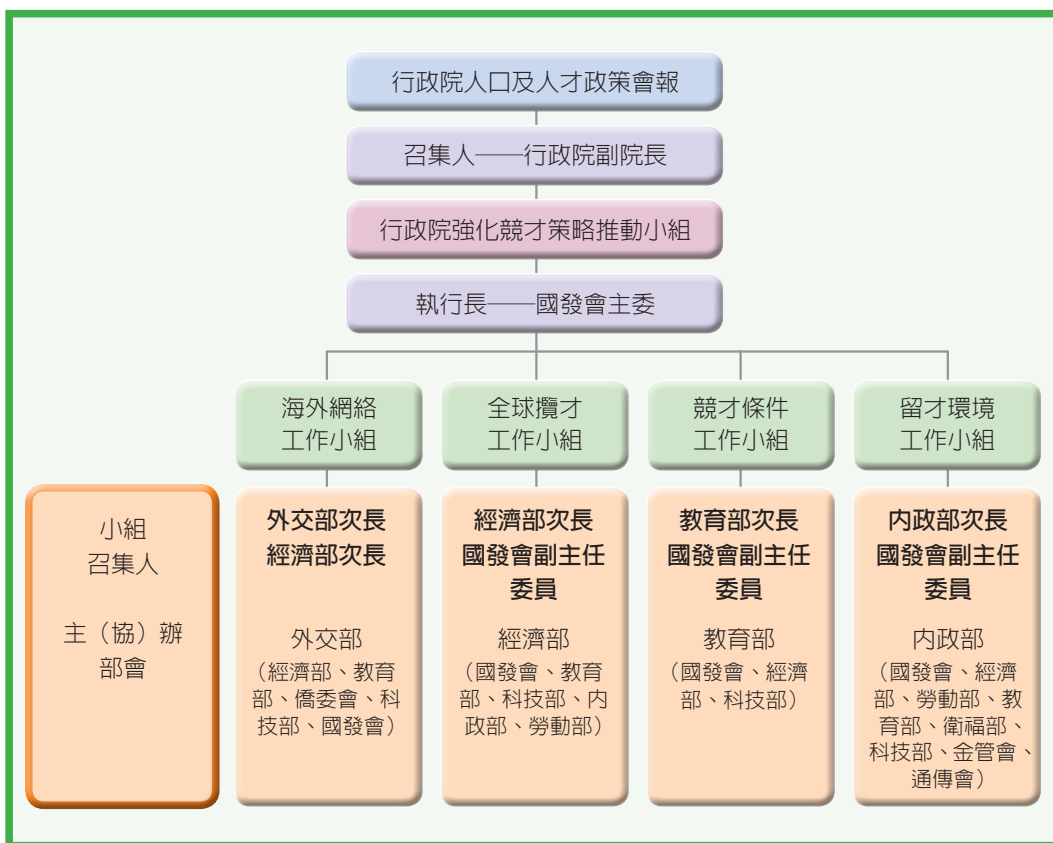 行政院人口及人才政策會報
召集人——行政院副院長
行政院強化競才策略推動小組
執行長——國發會主委
海外網絡
工作小組
全球攬才
工作小組
競才條件
工作小組
留才環境
工作小組
小組
召集人
主（協）辦
部會
外交部次長
經濟部次長
外交部
（經濟部、教育
部、僑委會、科
技部、國發會）
經濟部次長
國發會副主任
委員
經濟部
（國發會、教育
部、科技部、內
政部、勞動部）
教育部次長
國發會副主任
委員
教育部
（國發會、經濟
部、科技部）
內政部次長
國發會副主任
委員
內政部
（國發會、經濟
部、勞動部、教
育部、衛福部、
科技部、金管會、
通傳會）